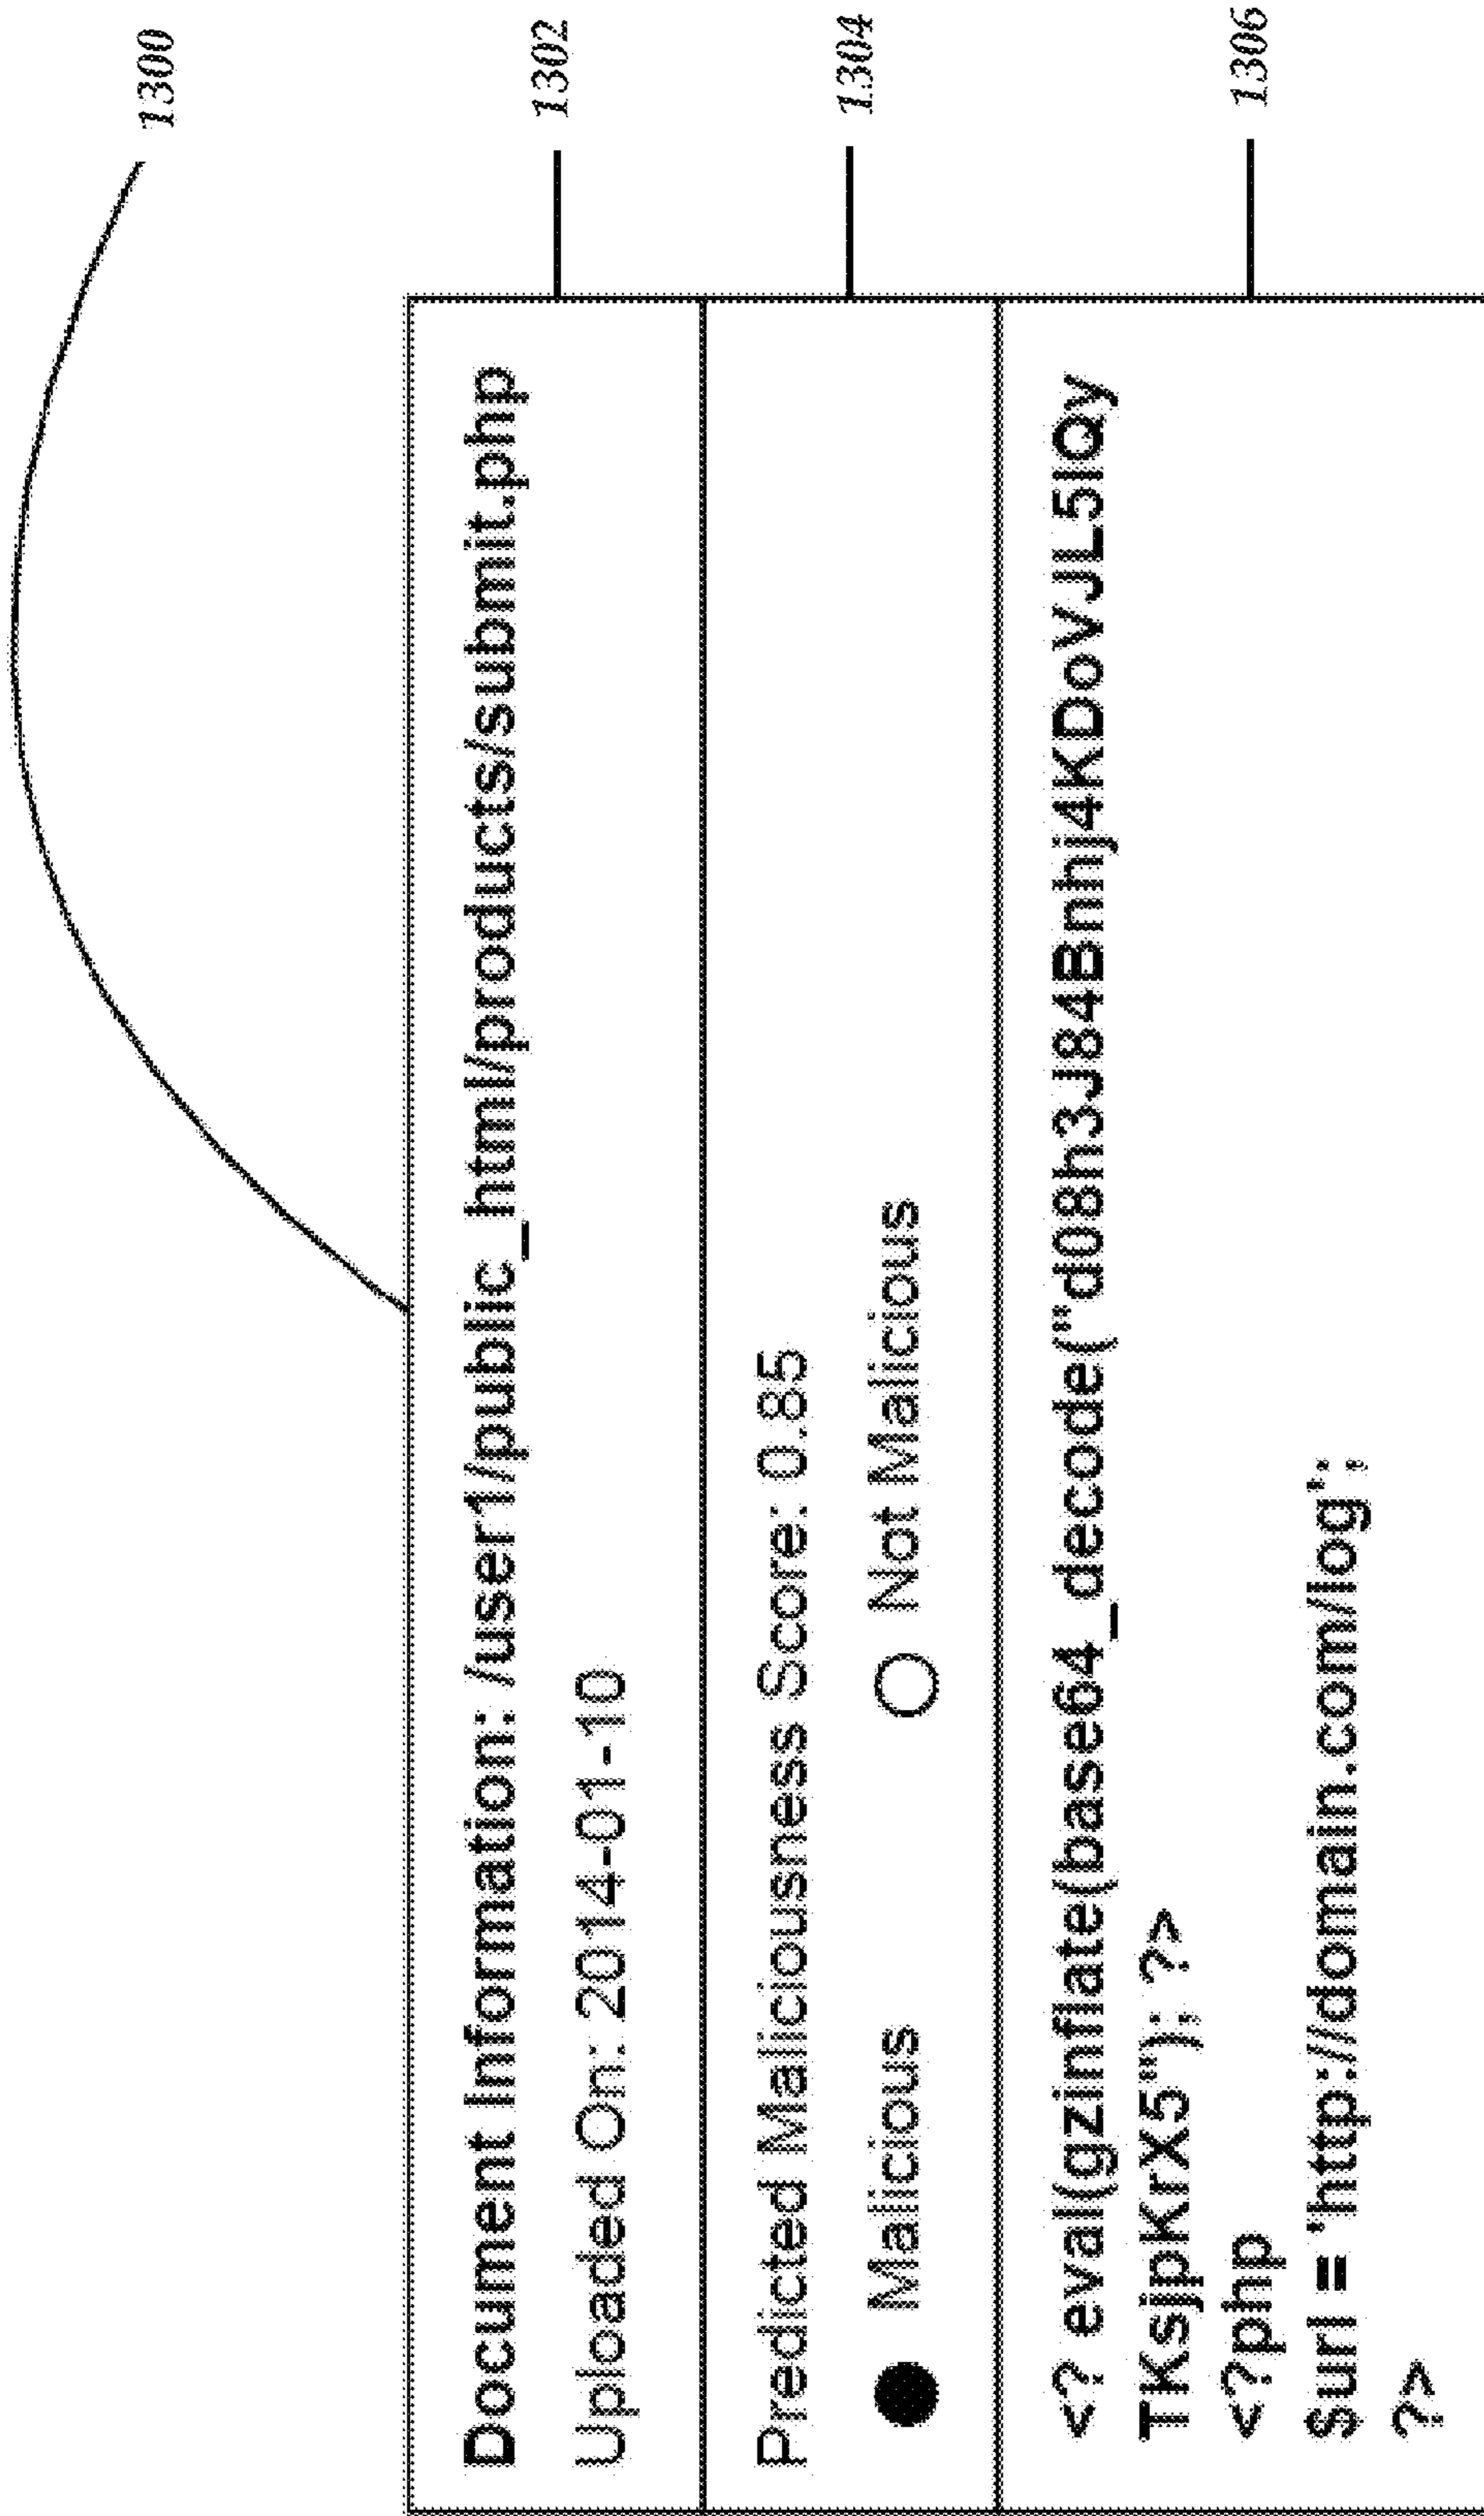 1300
Document Information: /user1/public_html/products/submit.php
Uploaded On: 2014-01-10
1302
Predicted Maliciousness Score: 0.85
Malicious Not Malicious
1304
<? eval(gzinflate(base64_decode("d08h3J84Bnhj4KDoVJL5IQy
TKsjpKrX5"); ?>
<?php
$url = 'http://domain.com/log';
?>
1306